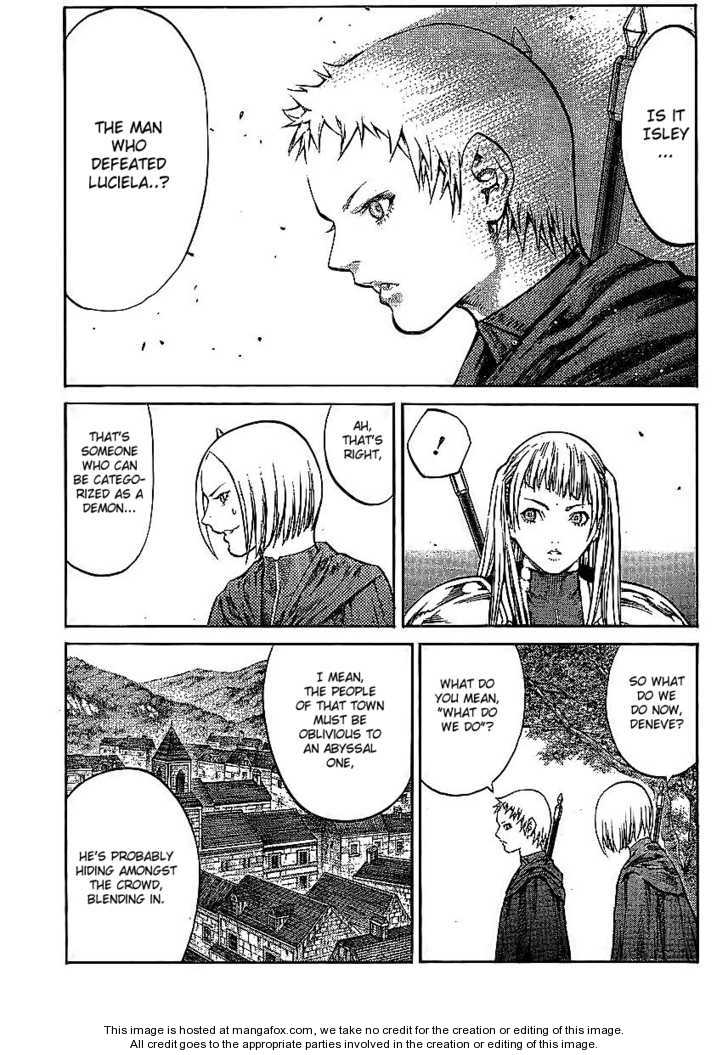 IS IT
ISLEY
...
THE MAN
WHO
DEFEATED
LUCIELA..?
!
AH,
THAT'S
RIGHT,
THAT'S
SOMEONE
WHO CAN
BE CATEGO-
RIZED AS A
DEMON...
SO WHAT
DO WE
DO NOW,
DENEVE?
WHAT DO
YOU MEAN,
"WHAT DO
WE DO"?
I MEAN,
THE PEOPLE
OF THAT TOWN
MUST BE
OBLIVIOUS TO
AN ABYSSAL
ONE,
HE'S PROBABLY
HIDING AMONGST
THE CROWD,
BLENDING IN.
This image is hosted at mangafox.com, we take no credit for the creation or editing of this image.
All credit goes to the appropriate parties involved in the creation or editing of this image.